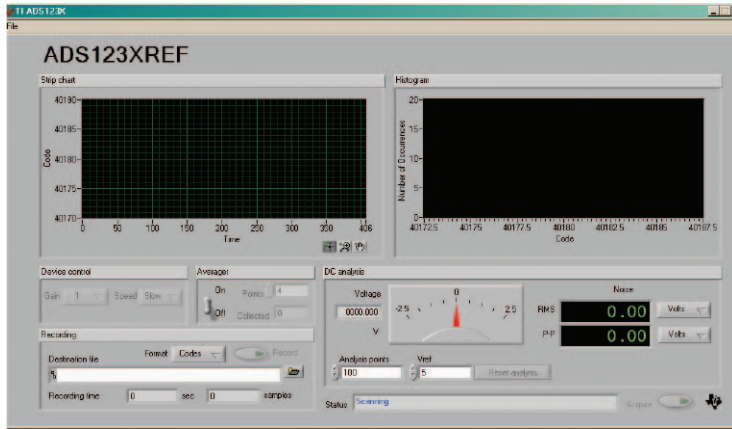 TI ADS123X
File
ADS123XREF
Strip chart
40190
40185
40180
40175
40170
Code
0 50 100 150 200 250 300 350 406
Time
Histogram
20
15
10
5
0
Number of Occurrences
40172.5 40175 40177.5 40180 40182.5 40185 40187.5
Code
Device control
Gain 1 Speed Slow
Averager
On
Off
Points 4
Collected 0
DC analysis
Voltage
0000.000
V
-2.5 0 2.5
Noise
RMS 0.00 Volts
P-P 0.00 Volts
Analysis points
100
Vref
5
Reset analysis
Recording
Format Codes Record
Destination file
%
Recording time 0 sec 0 samples
Status Scanning
Acquire